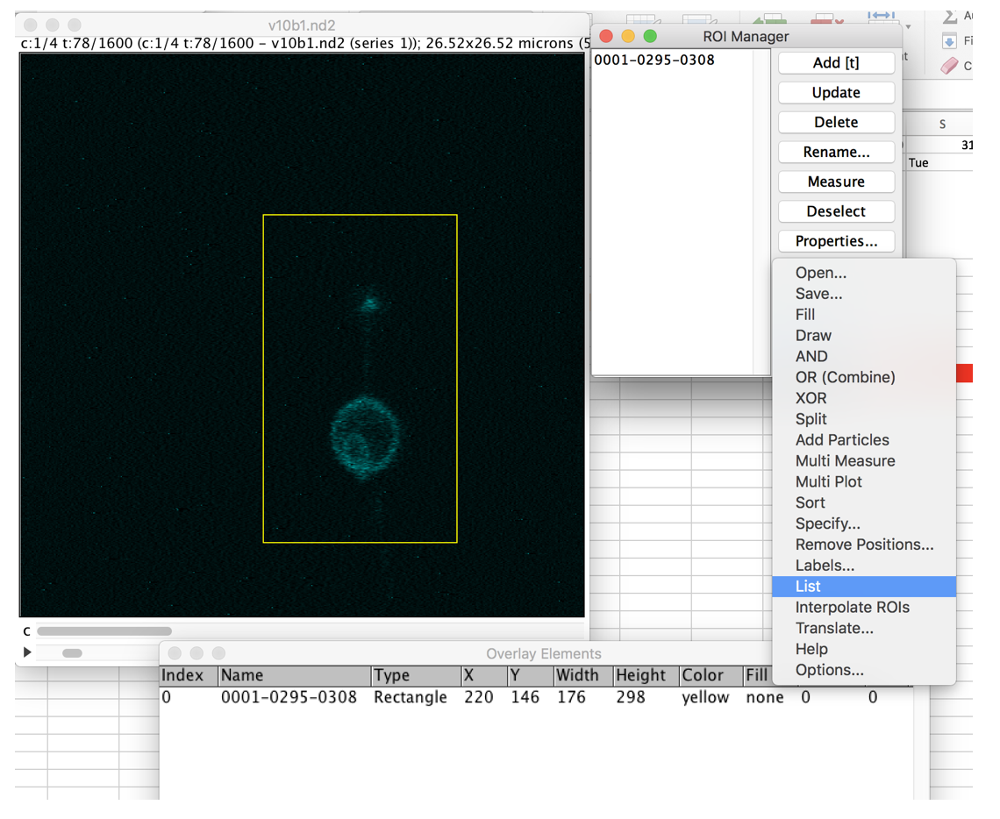 v10b1.nd2
c:1/4 t:78/1600 (c:1/4 t:78/1600 - v10b1.nd2 (series 1)); 26.52x26.52 microns (5
ROI Manager
0001-0295-0308
Add [t]
Update
Delete
Rename...
Measure
Deselect
Properties...
Open...
Save...
Fill
Draw
AND
OR (Combine)
XOR
Split
Add Particles
Multi Measure
Multi Plot
Sort
Specify...
Remove Positions...
Labels...
List
Interpolate ROIs
Translate...
Help
Options...
S
31
Tue
c
Overlay Elements
Index Name Type X Y Width Height Color Fill
0 0001-0295-0308 Rectangle 220 146 176 298 yellow none 0 0